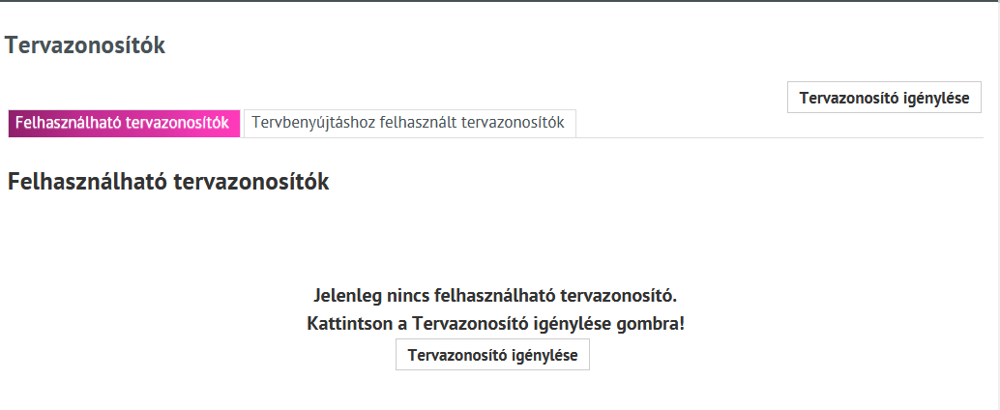 Tervazonosítók
Tervazonosító igénylése
Felhasználható tervazonosítók
Tervbenyújtáshoz felhasznált tervazonosítók
Felhasználható tervazonosítók
Jelenleg nincs felhasználható tervazonosító.
Kattintson a Tervazonosító igénylése gombra!
Tervazonosító igénylése